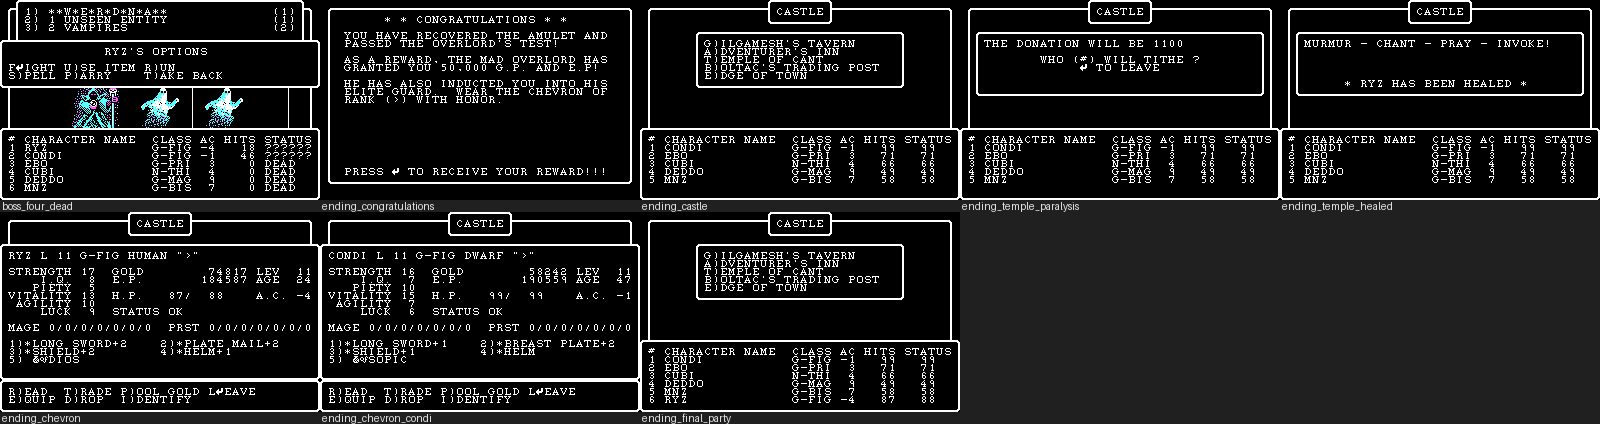 1) **W*E*R*D*N*A** (1)
2) 1 UNSEEN ENTITY (1)
3) 2 VAMPIRES (2)
RYZ'S OPTIONS
F↵IGHT U)SE ITEM R)UN
S)PELL P)ARRY T)AKE BACK
# CHARACTER NAME CLASS AC HITS STATUS
1 RYZ G-FIG -4 18 ??????
2 CONDI G-FIG -1 46 ??????
3 EBO G-PRI 3 0 DEAD
4 CUBI N-THI 4 0 DEAD
5 DEDDO G-MAG 9 0 DEAD
6 MNZ G-BIS 7 0 DEAD
boss_four_dead
* * CONGRATULATIONS * *
YOU HAVE RECOVERED THE AMULET AND
PASSED THE OVERLORD'S TEST!
AS A REWARD, THE MAD OVERLORD HAS
GRANTED YOU 50,000 G.P. AND E.P!
HE HAS ALSO INDUCTED YOU INTO HIS
ELITE GUARD. WEAR THE CHEVRON OF
RANK (>) WITH HONOR.
PRESS ↵ TO RECEIVE YOUR REWARD!!!
ending_congratulations
CASTLE
G)ILGAMESH'S TAVERN
A)DVENTURER'S INN
T)EMPLE OF CANT
B)OLTAC'S TRADING POST
E)DGE OF TOWN
# CHARACTER NAME CLASS AC HITS STATUS
1 CONDI G-FIG -1 99 99
2 EBO G-PRI 3 71 71
3 CUBI N-THI 4 66 66
4 DEDDO G-MAG 9 49 49
5 MNZ G-BIS 7 58 58
ending_castle
CASTLE
THE DONATION WILL BE 1100
WHO (#) WILL TITHE ?
↵ TO LEAVE
# CHARACTER NAME CLASS AC HITS STATUS
1 CONDI G-FIG -1 99 99
2 EBO G-PRI 3 71 71
3 CUBI N-THI 4 66 66
4 DEDDO G-MAG 9 49 49
5 MNZ G-BIS 7 58 58
ending_temple_paralysis
CASTLE
MURMUR - CHANT - PRAY - INVOKE!
* RYZ HAS BEEN HEALED *
# CHARACTER NAME CLASS AC HITS STATUS
1 CONDI G-FIG -1 99 99
2 EBO G-PRI 3 71 71
3 CUBI N-THI 4 66 66
4 DEDDO G-MAG 9 49 49
5 MNZ G-BIS 7 58 58
ending_temple_healed
CASTLE
RYZ L 11 G-FIG HUMAN ">"
STRENGTH 17 GOLD 74817 LEV 11
I.Q. 8 E.P. 184587 AGE 24
PIETY 5
VITALITY 13 H.P. 87/ 88 A.C. -4
AGILITY 10
LUCK 9 STATUS OK
MAGE 0/0/0/0/0/0/0 PRST 0/0/0/0/0/0/0
1)*LONG SWORD+2 2)*PLATE MAIL+2
3)*SHIELD+2 4)*HELM+1
5) &%DIOS
R)EAD T)RADE P)OOL GOLD L↵EAVE
E)QUIP D)ROP I)DENTIFY
ending_chevron
CASTLE
CONDI L 11 G-FIG DWARF ">"
STRENGTH 16 GOLD 58242 LEV 11
I.Q. 7 E.P. 190559 AGE 47
PIETY 10
VITALITY 15 H.P. 99/ 99 A.C. -1
AGILITY 7
LUCK 6 STATUS OK
MAGE 0/0/0/0/0/0/0 PRST 0/0/0/0/0/0/0
1)*LONG SWORD+1 2)*BREAST PLATE+2
3)*SHIELD+1 4)*HELM
5) &%SOPIC
R)EAD T)RADE P)OOL GOLD L↵EAVE
E)QUIP D)ROP I)DENTIFY
ending_chevron_condi
CASTLE
G)ILGAMESH'S TAVERN
A)DVENTURER'S INN
T)EMPLE OF CANT
B)OLTAC'S TRADING POST
E)DGE OF TOWN
# CHARACTER NAME CLASS AC HITS STATUS
1 CONDI G-FIG -1 99 99
2 EBO G-PRI 3 71 71
3 CUBI N-THI 4 66 66
4 DEDDO G-MAG 9 49 49
5 MNZ G-BIS 7 58 58
6 RYZ G-FIG -4 87 88
ending_final_party